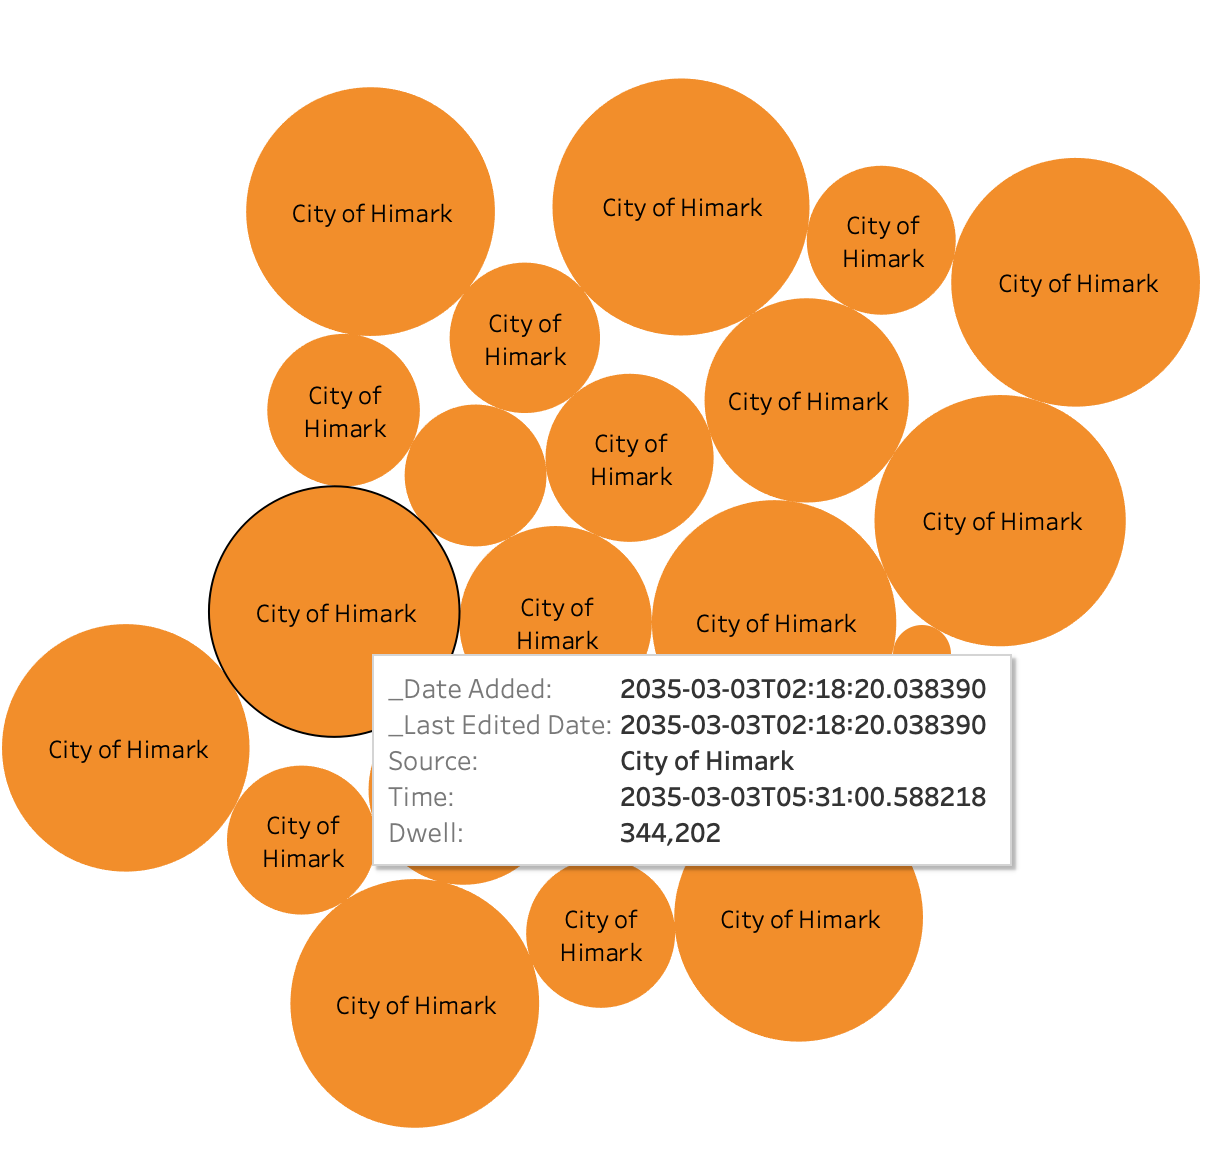 City of Himark
City of Himark
City of
Himark
City of Himark
City of
Himark
City of
Himark
City of Himark
City of
Himark
City of Himark
City of Himark
City of
Himark
City of Himark
_Date Added: 2035-03-03T02:18:20.038390
_Last Edited Date: 2035-03-03T02:18:20.038390
Source: City of Himark
Time: 2035-03-03T05:31:00.588218
Dwell: 344,202
City of Himark
City of
Himark
City of
Himark
City of Himark
City of Himark